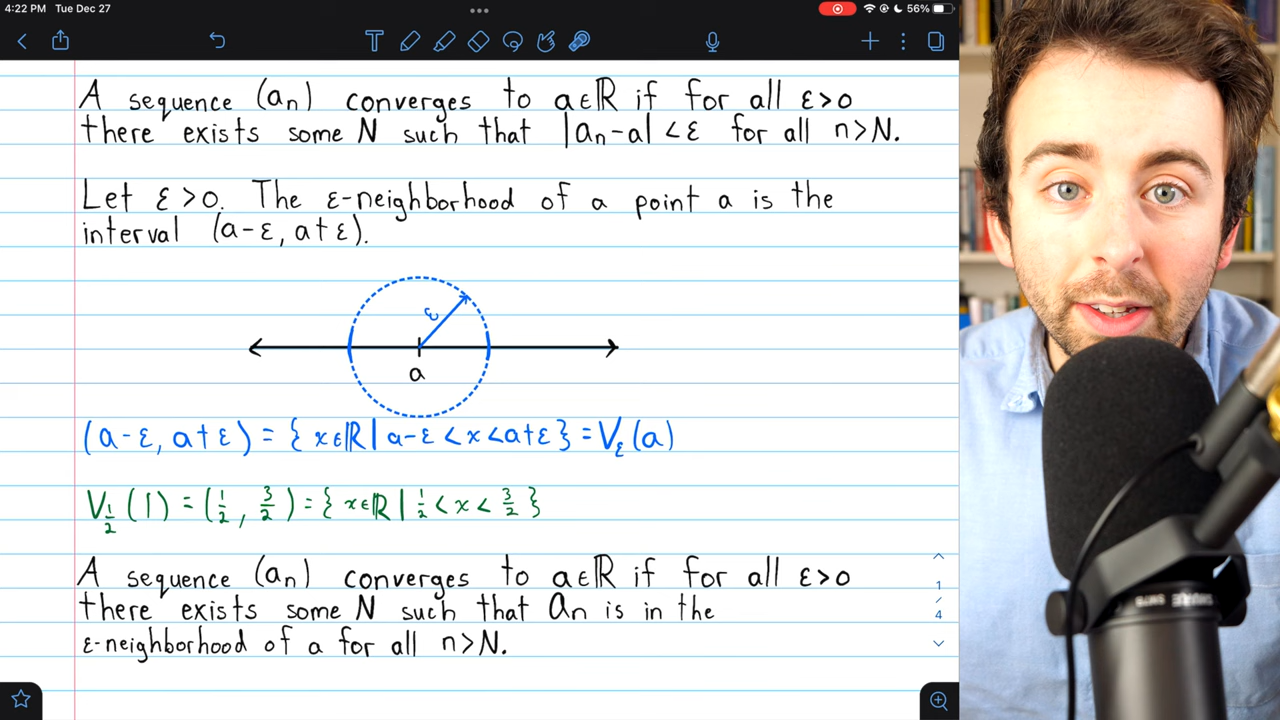 4:22 PM Tue Dec 27
56%
A sequence (aₙ) converges to a∈ℝ if for all ε>0
there exists some N such that |aₙ-a|<ε for all n>N.
Let ε>0. The ε-neighborhood of a point a is the
interval (a-ε, a+ε).
ε
a
(a-ε, a+ε) = {x∈ℝ| a-ε<x<a+ε} = V_ε(a)
V_{1/2}(1) = (1/2, 3/2) = {x∈ℝ| 1/2<x<3/2}
A sequence (aₙ) converges to a∈ℝ if for all ε>0
there exists some N such that aₙ is in the
ε-neighborhood of a for all n>N.
1
/
4